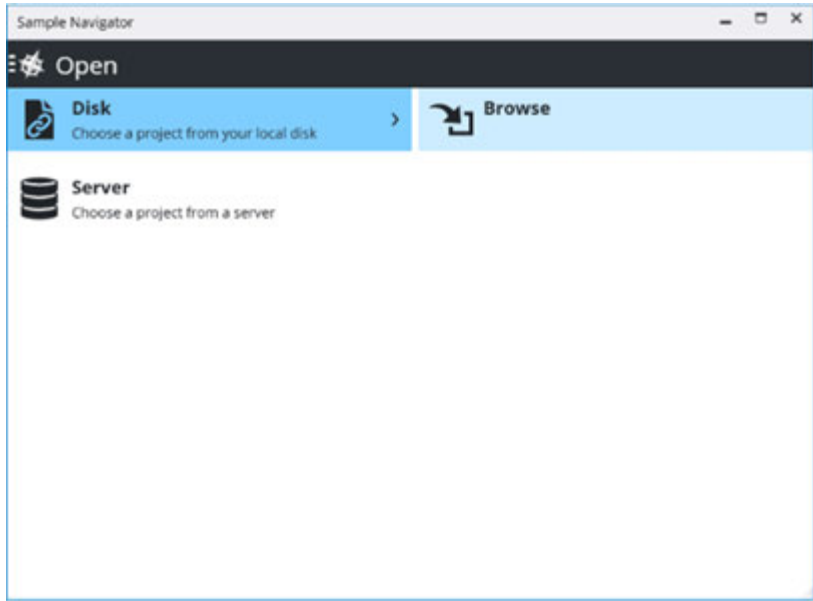 Sample Navigator
Open
Disk
Choose a project from your local disk
Browse
Server
Choose a project from a server